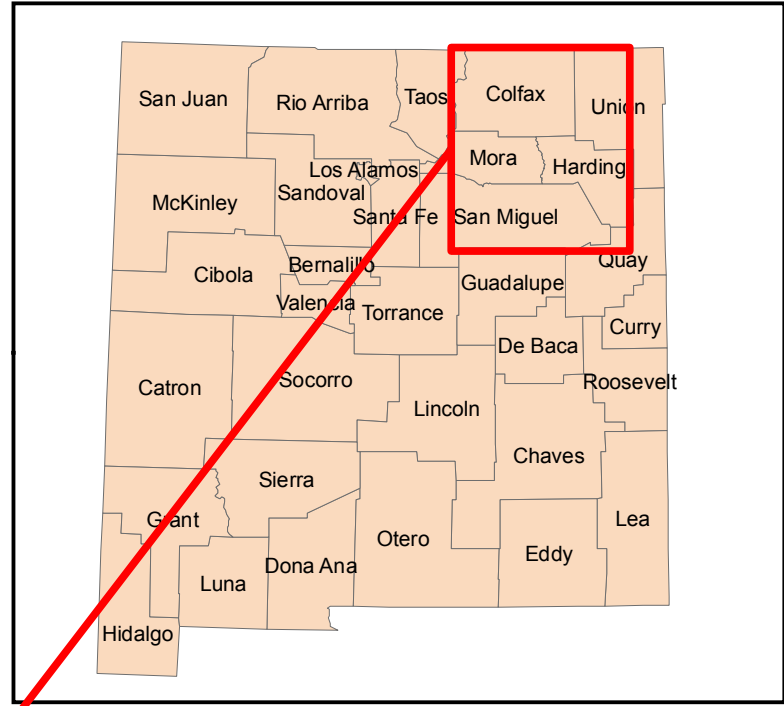 San Juan
Rio Arriba
Taos
Colfax
Union
Los Alamos
Mora
Harding
McKinley
Sandoval
Santa Fe
San Miguel
Cibola
Bernalillo
Quay
Valencia
Guadalupe
Torrance
Curry
De Baca
Catron
Socorro
Roosevelt
Lincoln
Chaves
Sierra
Grant
Otero
Lea
Eddy
Dona Ana
Luna
Hidalgo